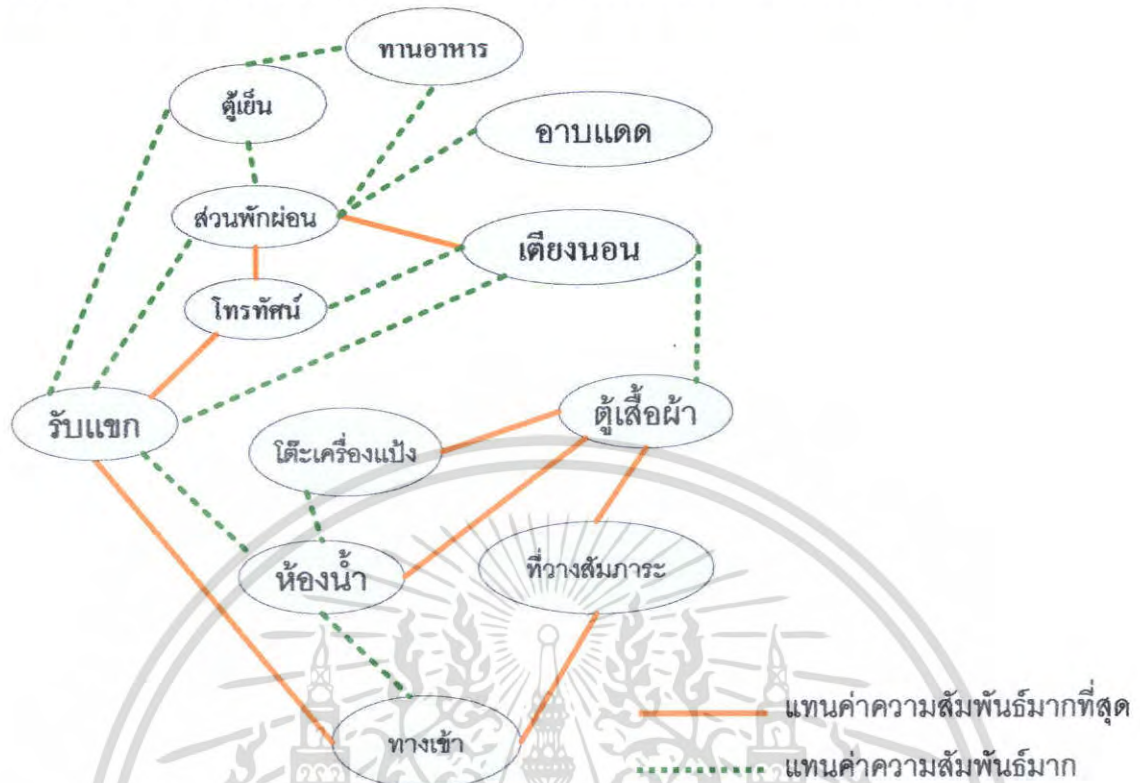 ทานอาหาร
ตู้เย็น
อาบแดด
ส่วนพักผ่อน
เตียงนอน
โทรทัศน์
ตู้เสื้อผ้า
รับแขก
โต๊ะเครื่องแป้ง
ห้องน้ำ
ที่วางสัมภาระ
ทางเข้า
แทนค่าความสัมพันธ์มากที่สุด
แทนค่าความสัมพันธ์มาก